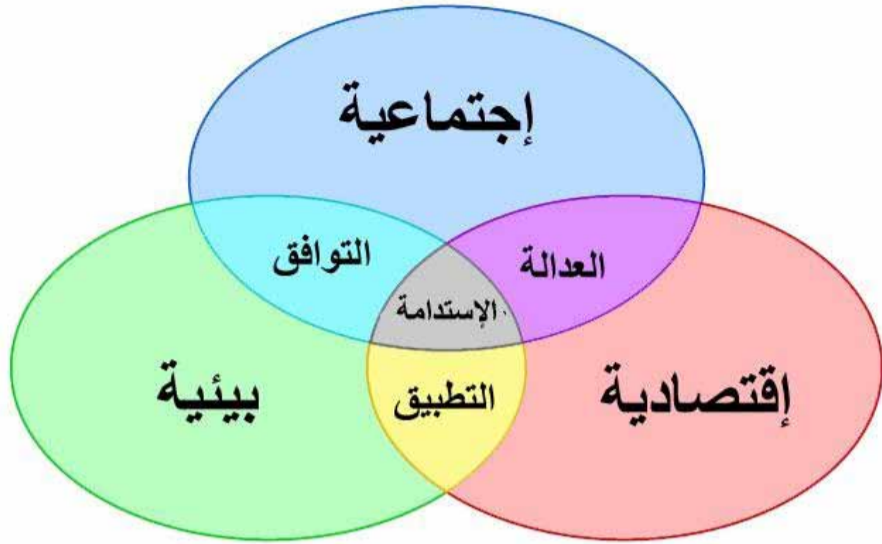 إجتماعية
العدالة
التوافق
الإستدامة
إقتصادية
التطبيق
بيئية